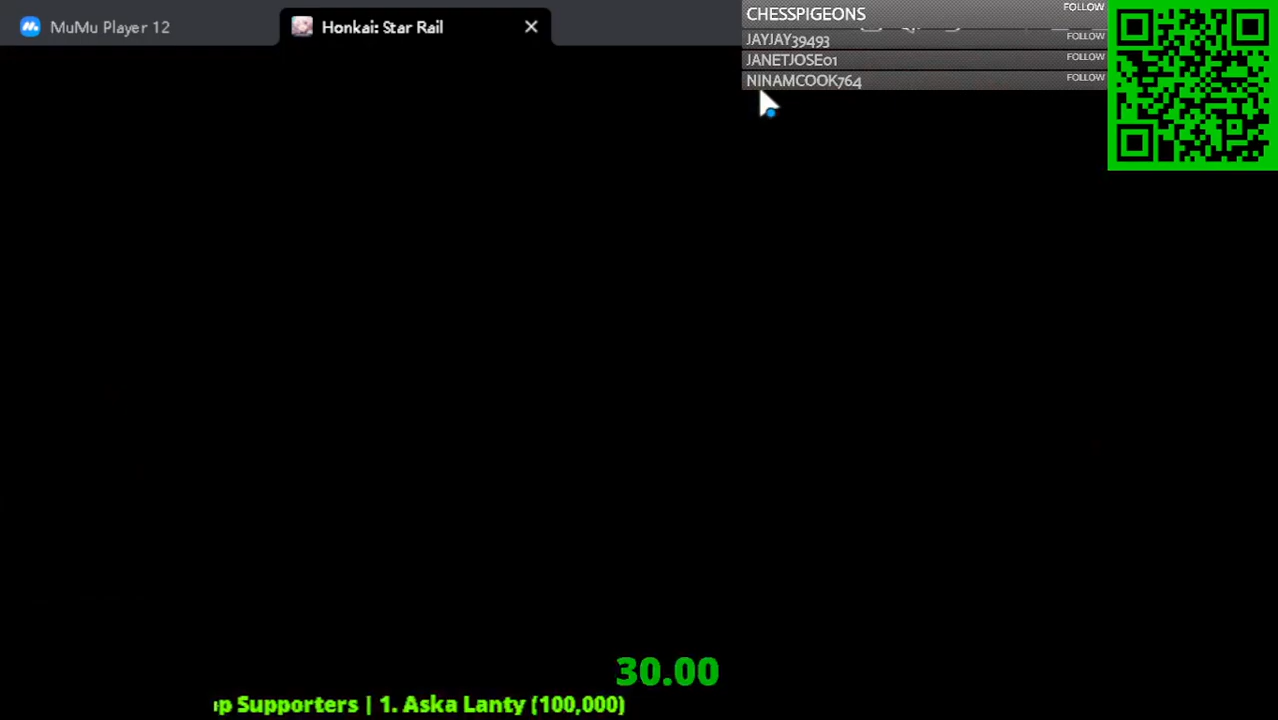 MuMu Player 12
Honkai: Star Rail
CHESSPIGEONS FOLLOW
JAYJAY39493 FOLLOW
JANETJOSE01 FOLLOW
NINAMCOOK764 FOLLOW
30.00
p Supporters | 1. Aska Lanty (100,000)